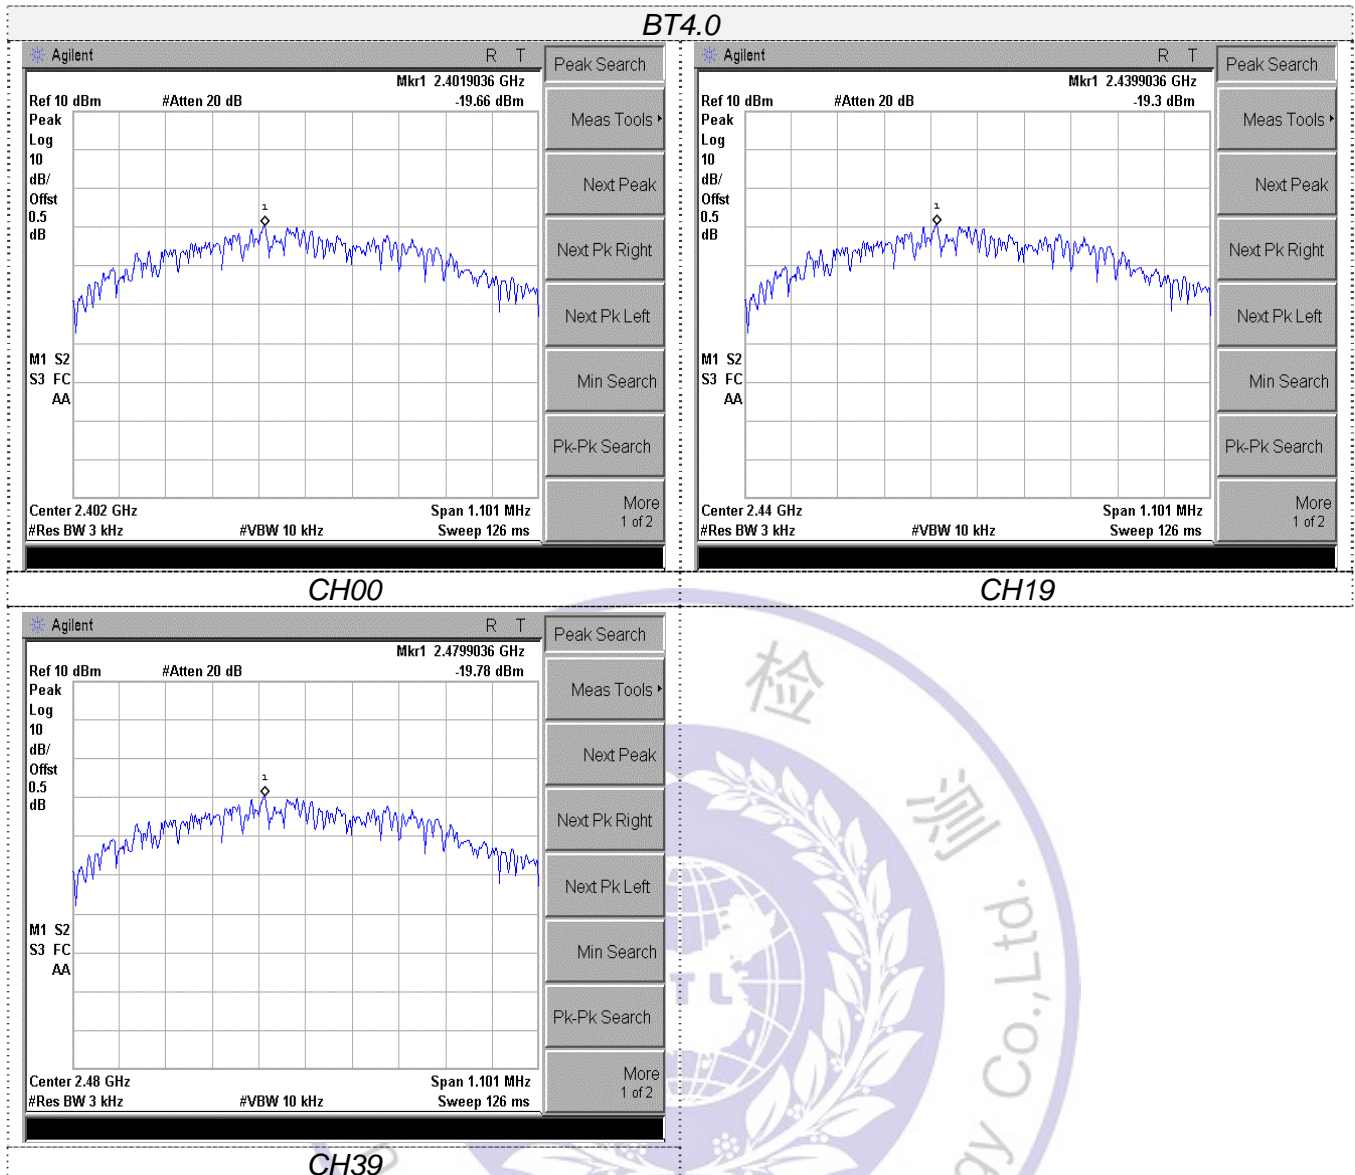 BT4.0
Agilent R T
Peak Search
Mkr1 2.4019036 GHz
Ref 10 dBm #Atten 20 dB -19.66 dBm
Peak
Log
10
dB/
Offst
0.5
dB
1
M1 S2
S3 FC
AA
Center 2.402 GHz Span 1.101 MHz
#Res BW 3 kHz #VBW 10 kHz Sweep 126 ms
Meas Tools
Next Peak
Next Pk Right
Next Pk Left
Min Search
Pk-Pk Search
More
1 of 2
Agilent R T
Peak Search
Mkr1 2.4399036 GHz
Ref 10 dBm #Atten 20 dB -19.3 dBm
Peak
Log
10
dB/
Offst
0.5
dB
1
M1 S2
S3 FC
AA
Center 2.44 GHz Span 1.101 MHz
#Res BW 3 kHz #VBW 10 kHz Sweep 126 ms
Meas Tools
Next Peak
Next Pk Right
Next Pk Left
Min Search
Pk-Pk Search
More
1 of 2
CH00 CH19
Agilent R T
Peak Search
Mkr1 2.4799036 GHz
Ref 10 dBm #Atten 20 dB -19.78 dBm
Peak
Log
10
dB/
Offst
0.5
dB
1
M1 S2
S3 FC
AA
Center 2.48 GHz Span 1.101 MHz
#Res BW 3 kHz #VBW 10 kHz Sweep 126 ms
Meas Tools
Next Peak
Next Pk Right
Next Pk Left
Min Search
Pk-Pk Search
More
1 of 2
CH39
检测
gy Co.,Ltd.